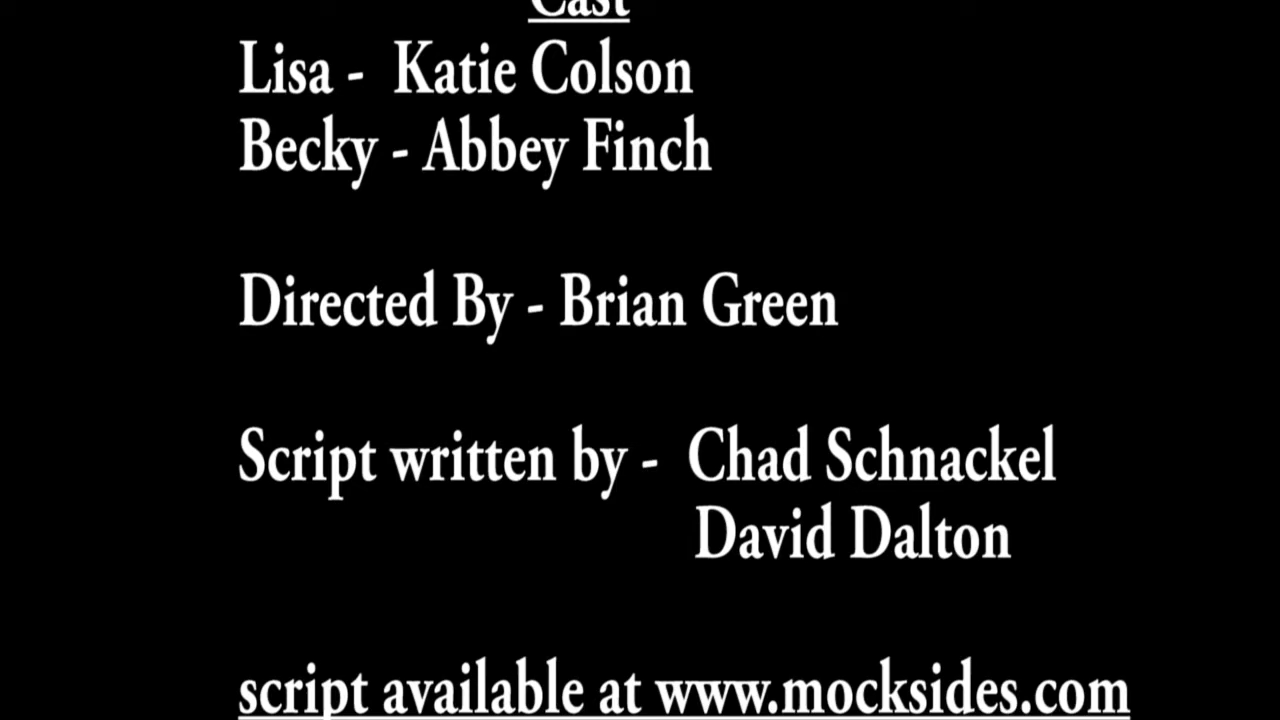 Cast
Lisa - Katie Colson
Becky - Abbey Finch
Directed By - Brian Green
Script written by - Chad Schnackel
David Dalton
script available at www.mocksides.com